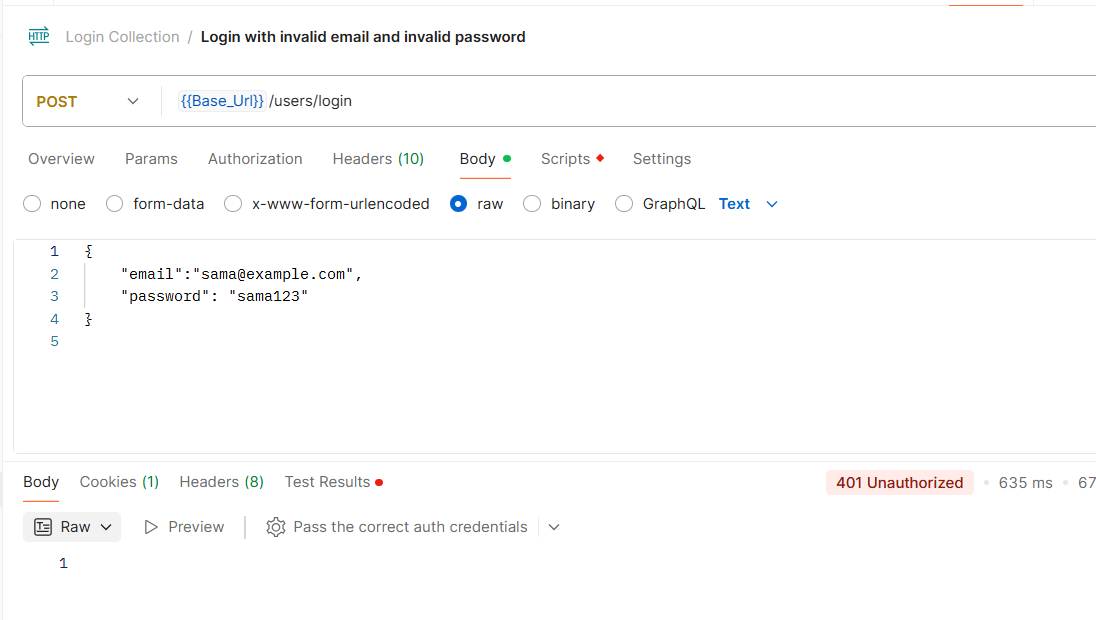 HTTP Login Collection / Login with invalid email and invalid password
POST {{Base_Url}} /users/login
Overview Params Authorization Headers (10) Body Scripts Settings
none form-data x-www-form-urlencoded raw binary GraphQL Text
1 {
2 "email":"sama@example.com",
3 "password": "sama123"
4 }
5
Body Cookies (1) Headers (8) Test Results 401 Unauthorized 635 ms 67
Raw Preview Pass the correct auth credentials
1